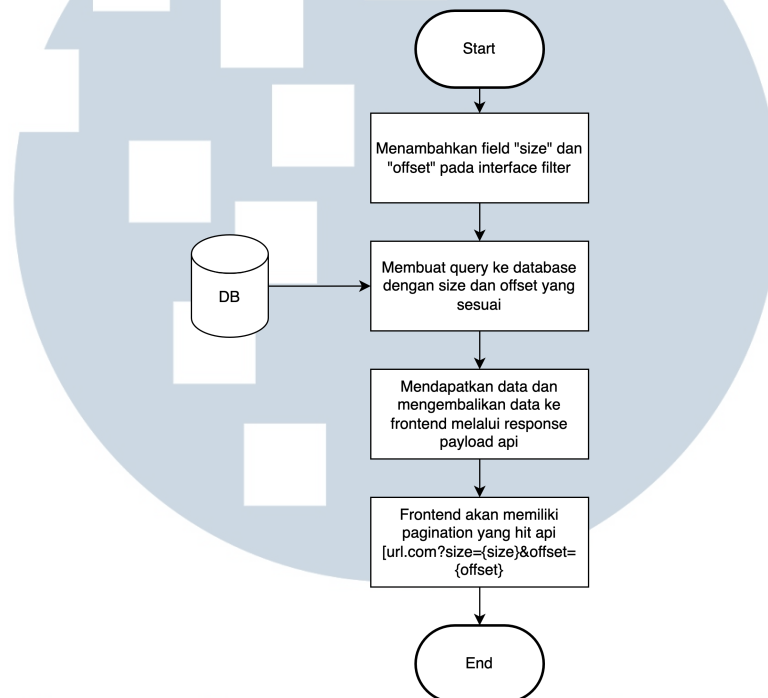 Start
Menambahkan field "size" dan
"offset" pada interface filter
Membuat query ke database
dengan size dan offset yang
sesuai
DB
Mendapatkan data dan
mengembalikan data ke
frontend melalui response
payload api
Frontend akan memiliki
pagination yang hit api
[url.com?size={size}&offset=
{offset}
End